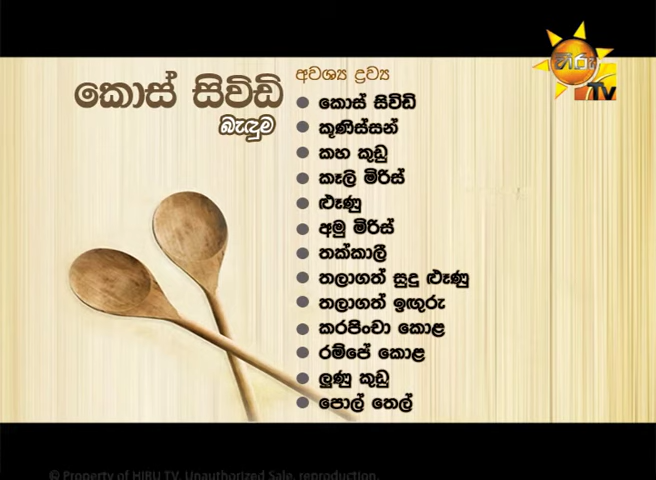 කොස් සිවිඩි
බැඳුම
අවශ්‍ය ද්‍රව්‍ය
කොස් සිවිඩි
කූණිස්සන්
කහ කුඩු
කෑලි මිරිස්
ළූණු
අමු මිරිස්
තක්කාලී
තලාගත් සුදු ළූණු
තලාගත් ඉඟුරු
කරපිංචා කොළ
රම්පේ කොළ
ලුණු කුඩු
පොල් තෙල්
හිරු
TV
© Property of HIRU TV. Unauthorized Sale, reproduction,